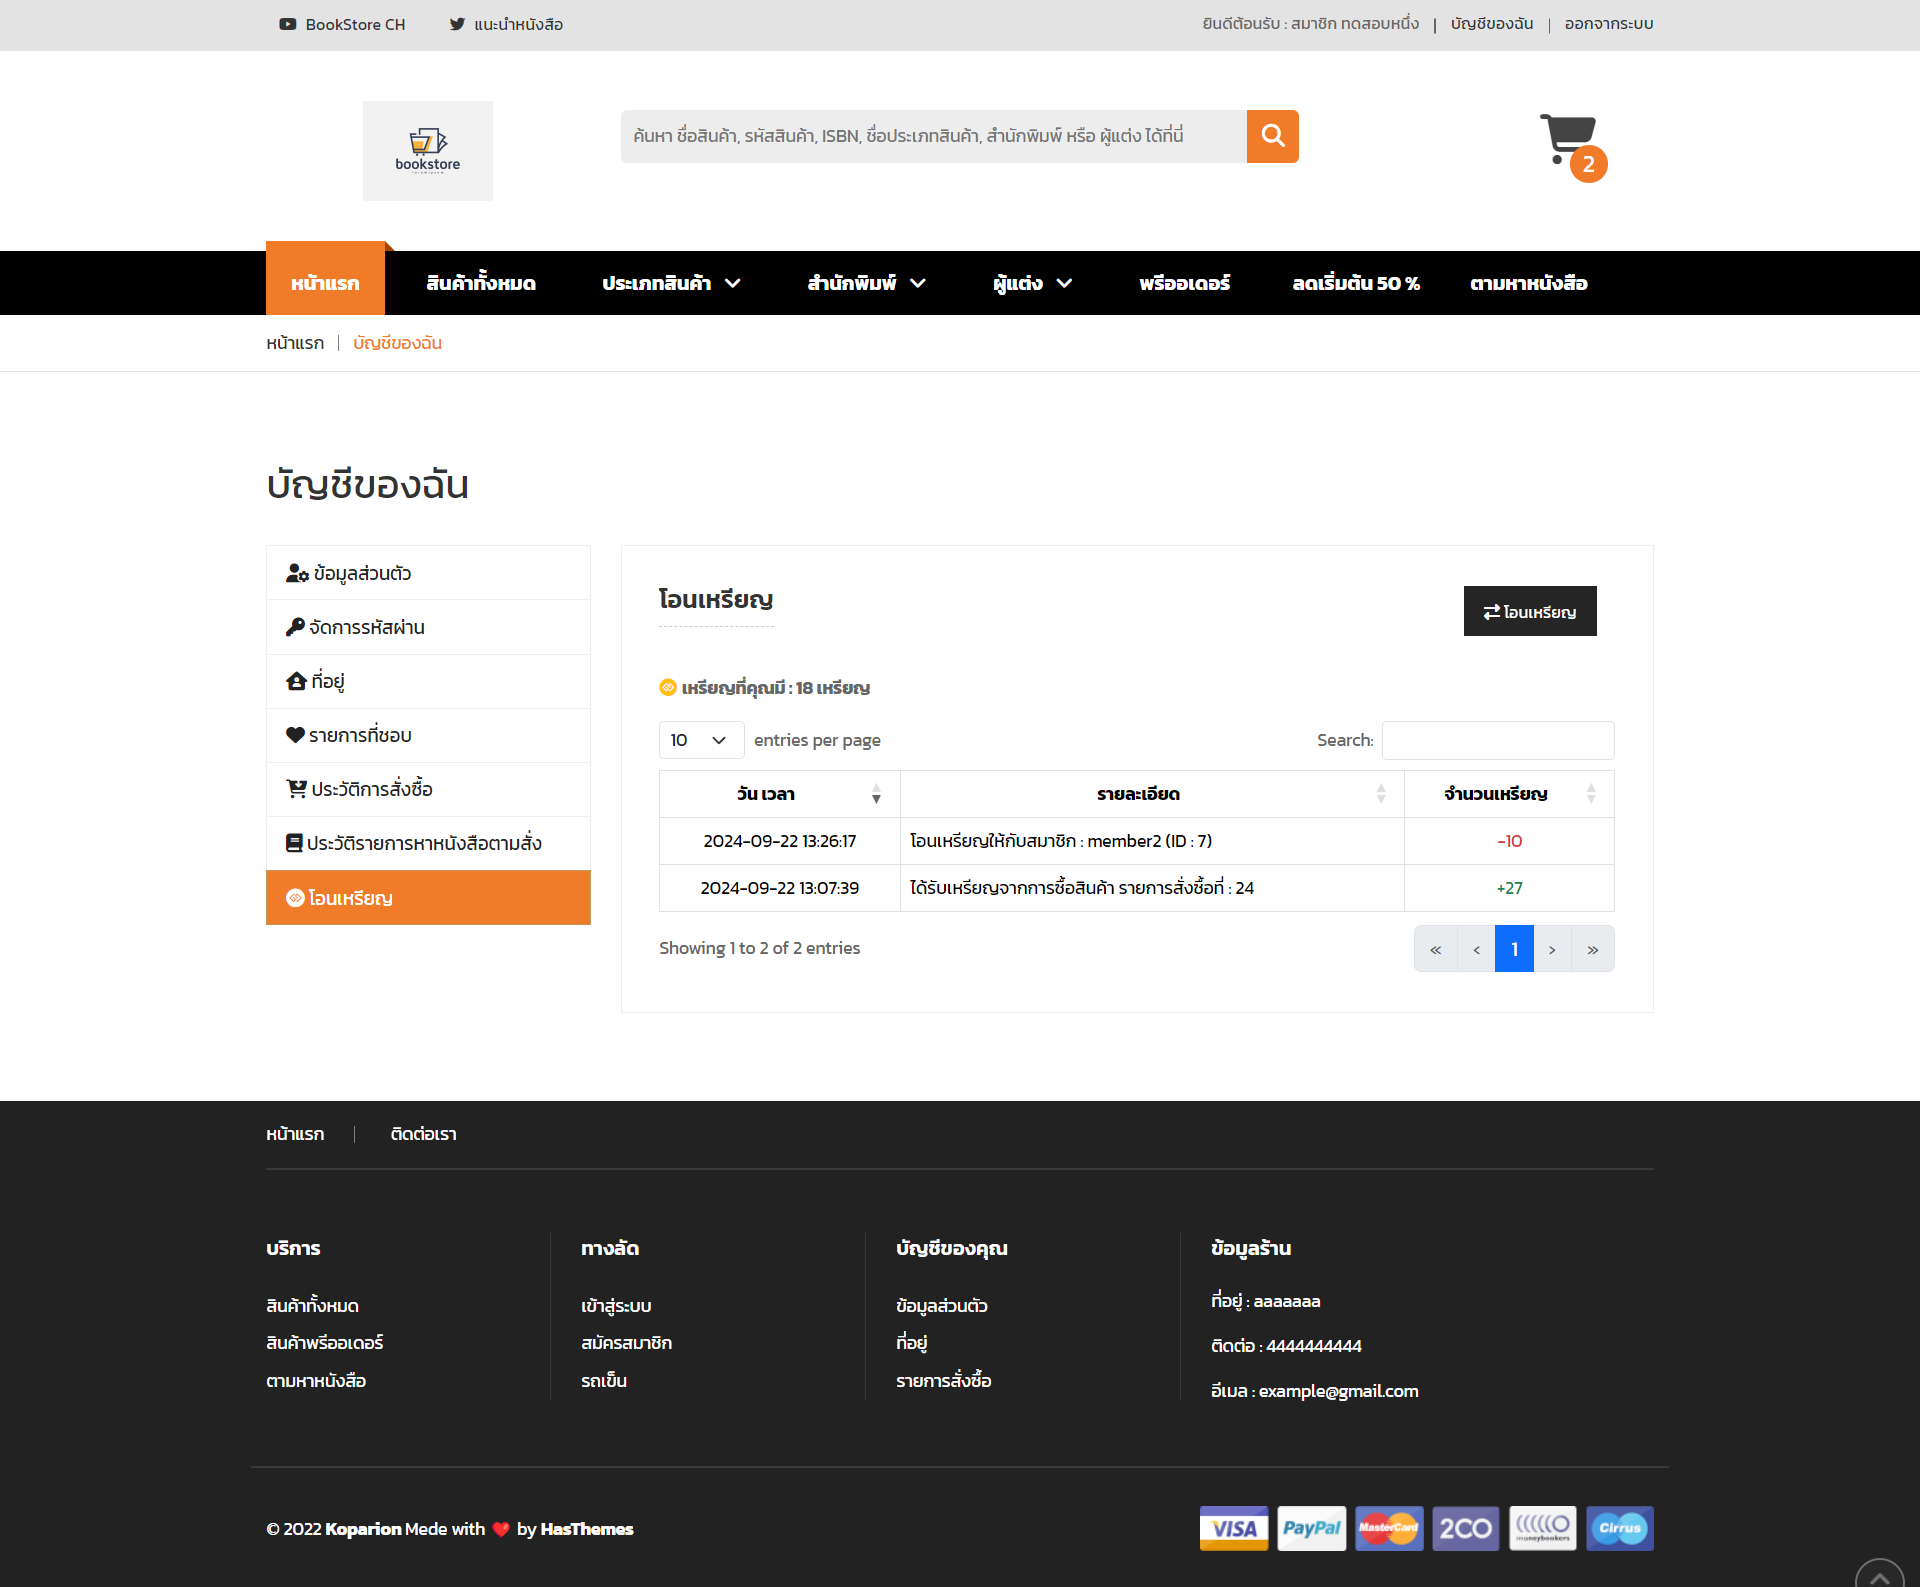 BookStore CH
แนะนำหนังสือ
ยินดีต้อนรับ : สมาชิก ทดสอบหนึ่ง | บัญชีของฉัน | ออกจากระบบ
bookstore
ค้นหา ชื่อสินค้า, รหัสสินค้า, ISBN, ชื่อประเภทสินค้า, สำนักพิมพ์ หรือ ผู้แต่ง ได้ที่นี่
2
หน้าแรก
สินค้าทั้งหมด
ประเภทสินค้า
สำนักพิมพ์
ผู้แต่ง
พรีออเดอร์
ลดเริ่มต้น 50 %
ตามหาหนังสือ
หน้าแรก | บัญชีของฉัน
บัญชีของฉัน
ข้อมูลส่วนตัว
จัดการรหัสผ่าน
ที่อยู่
รายการที่ชอบ
ประวัติการสั่งซื้อ
ประวัติรายการหาหนังสือตามสั่ง
โอนเหรียญ
โอนเหรียญ
โอนเหรียญ
เหรียญที่คุณมี : 18 เหรียญ
10 entries per page
Search:
วัน เวลา
รายละเอียด
จำนวนเหรียญ
2024-09-22 13:26:17 โอนเหรียญให้กับสมาชิก : member2 (ID : 7) -10
2024-09-22 13:07:39 ได้รับเหรียญจากการซื้อสินค้า รายการสั่งซื้อที่ : 24 +27
Showing 1 to 2 of 2 entries
« ‹ 1 › »
หน้าแรก | ติดต่อเรา
บริการ
สินค้าทั้งหมด
สินค้าพรีออเดอร์
ตามหาหนังสือ
ทางลัด
เข้าสู่ระบบ
สมัครสมาชิก
รถเข็น
บัญชีของคุณ
ข้อมูลส่วนตัว
ที่อยู่
รายการสั่งซื้อ
ข้อมูลร้าน
ที่อยู่ : aaaaaaa
ติดต่อ : 4444444444
อีเมล : example@gmail.com
© 2022 Koparion Mede with ❤️ by HasThemes
VISA
PayPal
MasterCard
2CO
moneybookers
Cirrus